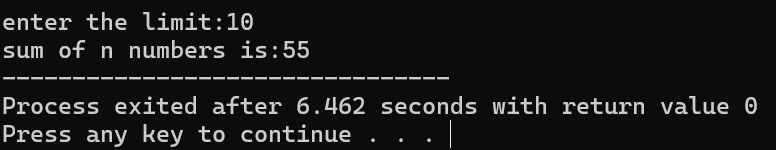 enter the limit:10
sum of n numbers is:55
--------------------------------
Process exited after 6.462 seconds with return value 0
Press any key to continue . . .